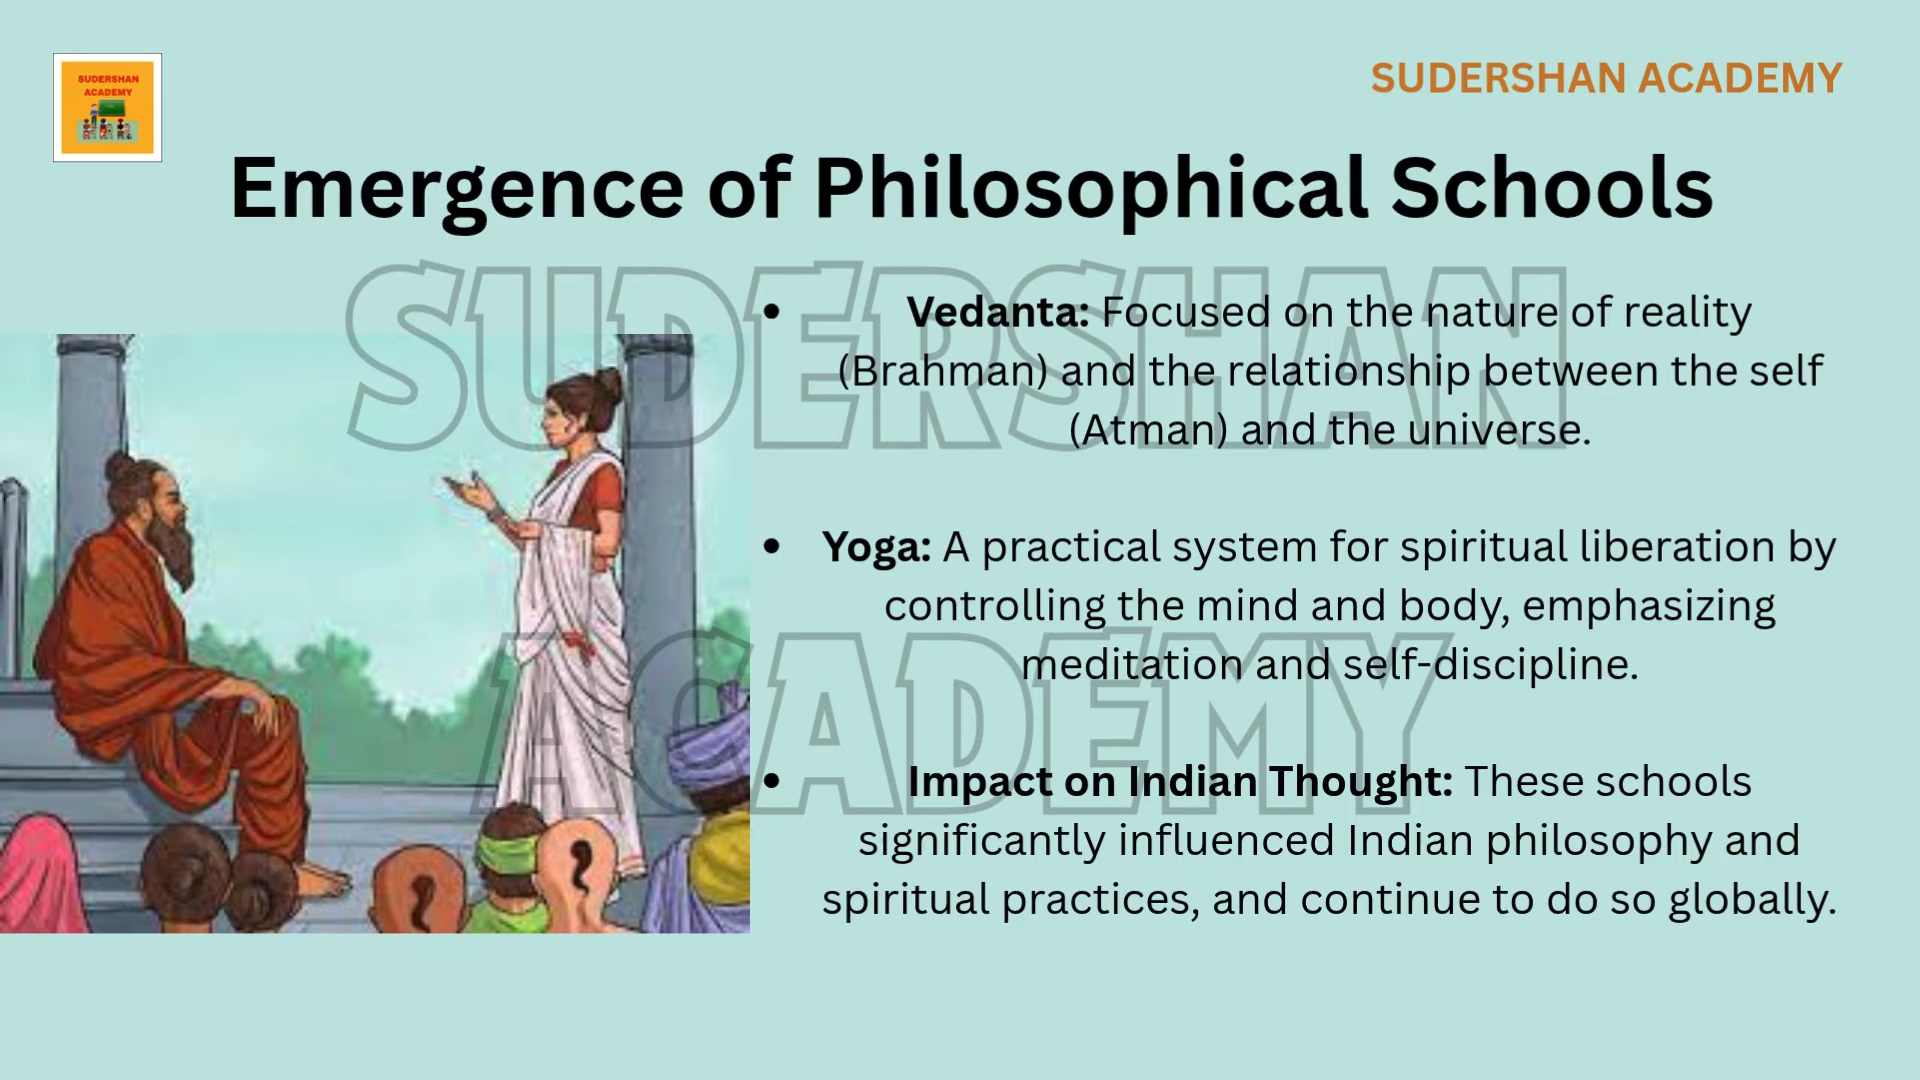 SUDERSHAN
ACADEMY
SUDERSHAN ACADEMY
Emergence of Philosophical Schools
SUDERSHAN
ACADEMY
• Vedanta: Focused on the nature of reality
(Brahman) and the relationship between the self
(Atman) and the universe.
• Yoga: A practical system for spiritual liberation by
controlling the mind and body, emphasizing
meditation and self-discipline.
• Impact on Indian Thought: These schools
significantly influenced Indian philosophy and
spiritual practices, and continue to do so globally.